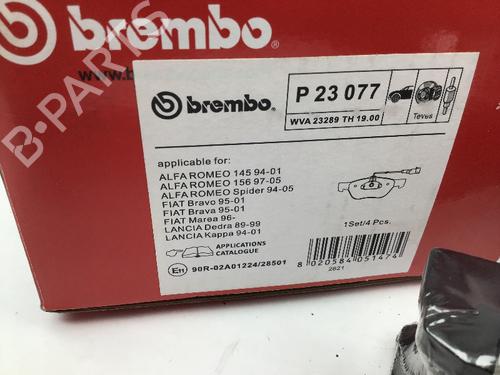 brembo
www.bremb
B-PARTS
brembo
P 23 077
WVA 23289 TH 19.00
Teves
applicable for:
ALFA ROMEO 145 94-01
ALFA ROMEO 156 97-05
ALFA ROMEO Spider 94-05
FIAT Bravo 95-01
FIAT Brava 95-01
FIAT Marea 96-
LANCIA Dedra 89-99
LANCIA Kappa 94-01
1Set/4 Pcs.
APPLICATIONS
CATALOGUE
E11 90R-02A01224/28501
8 020584 051474
2821